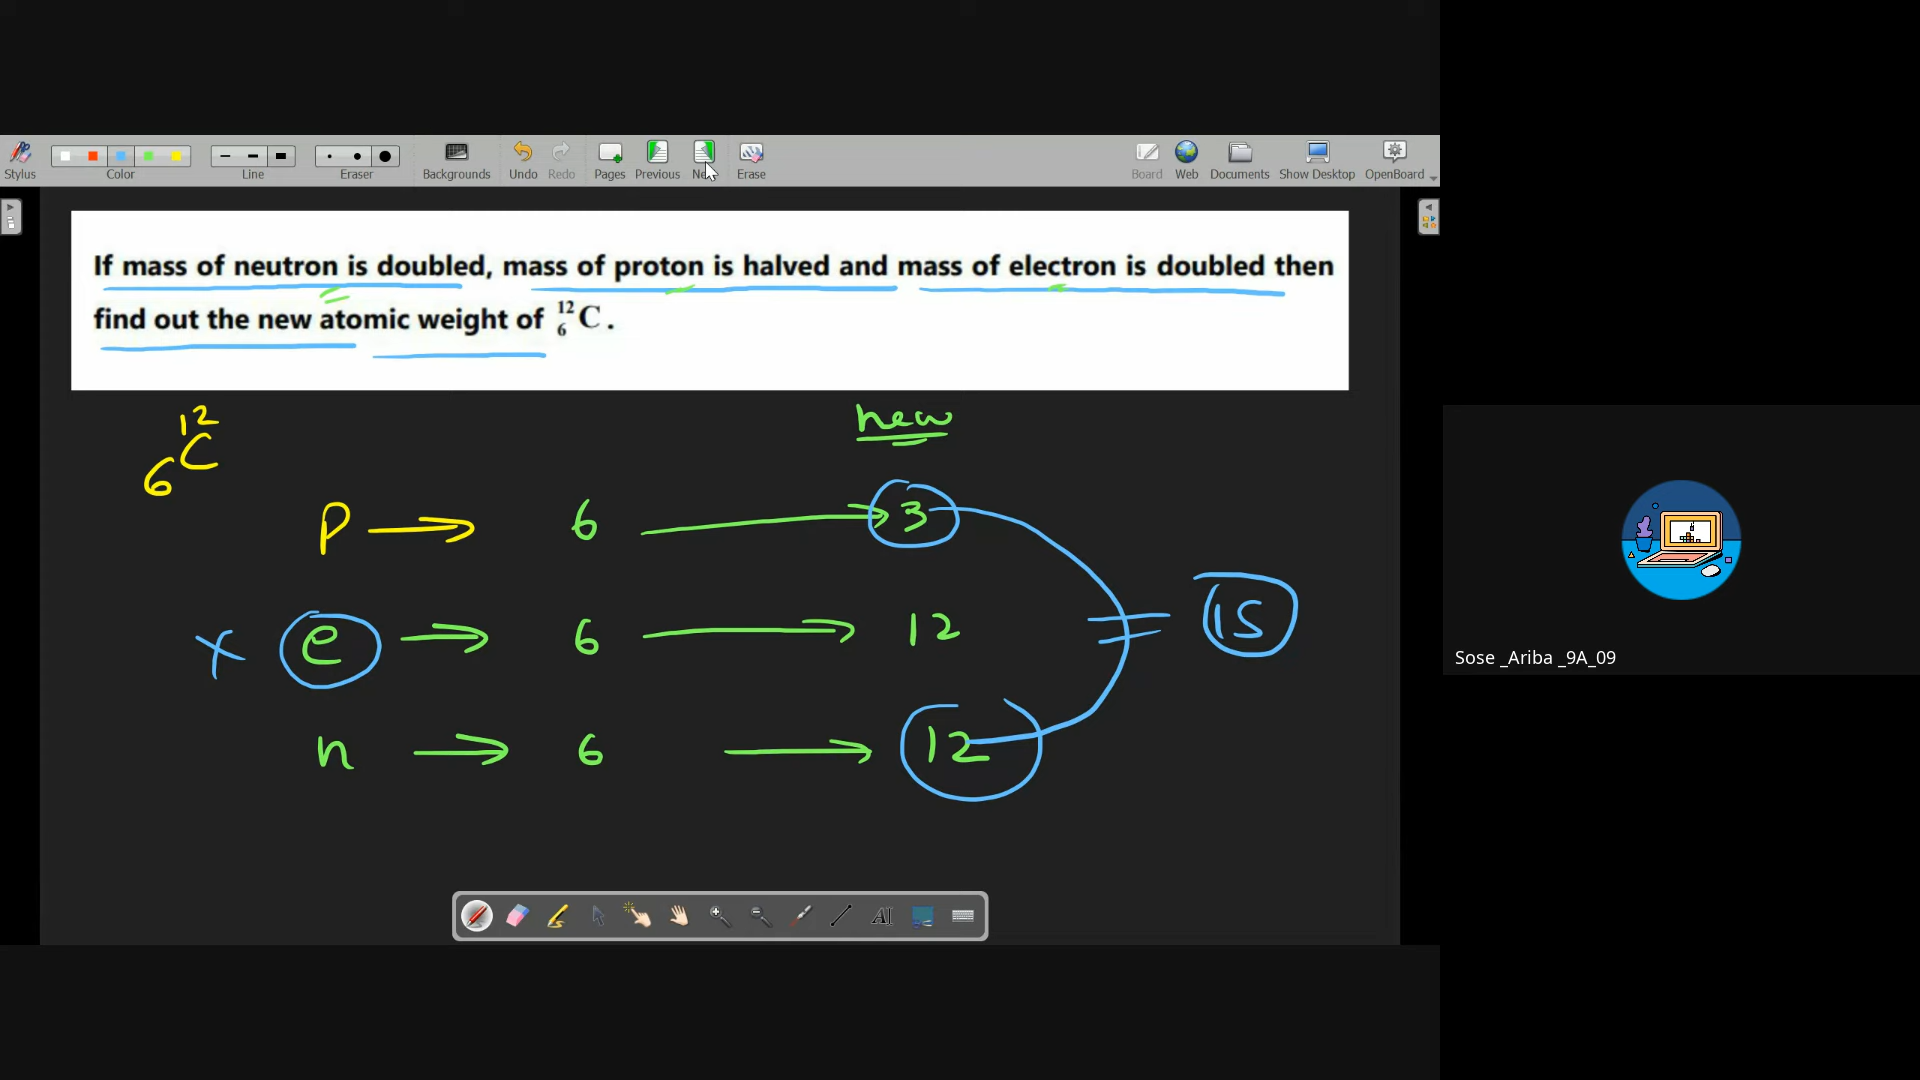 Stylus Color Line Eraser Backgrounds Undo Redo Pages Previous Erase Board Web Documents Show Desktop OpenBoard
If mass of neutron is doubled, mass of proton is halved and mass of electron is doubled then
find out the new atomic weight of ¹²₆C .
12
6 C
new
p → 6 → 3
x e → 6 → 12 = 15
n → 6 → 12
Sose _Ariba _9A_09